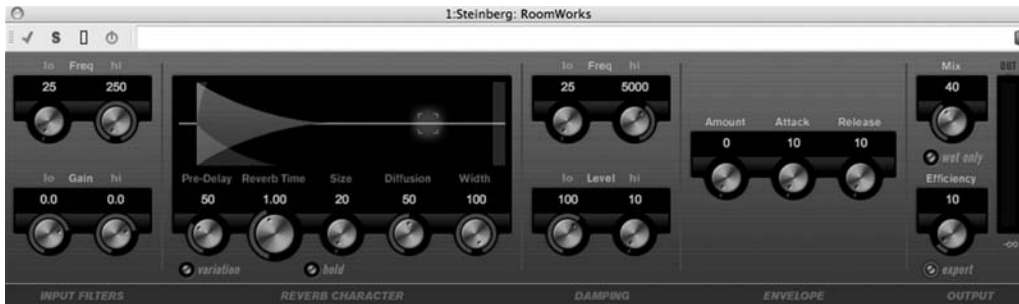 1:Steinberg: RoomWorks
S
lo Freq hi
25 250
lo Gain hi
0.0 0.0
INPUT FILTERS
Pre-Delay Reverb Time Size Diffusion Width
50 1.00 20 50 100
variation hold
REVERB CHARACTER
lo Freq hi
25 5000
lo Level hi
100 10
DAMPING
Amount Attack Release
0 10 10
ENVELOPE
Mix OUT
40
wet only
Efficiency
10
-oo
export
OUTPUT